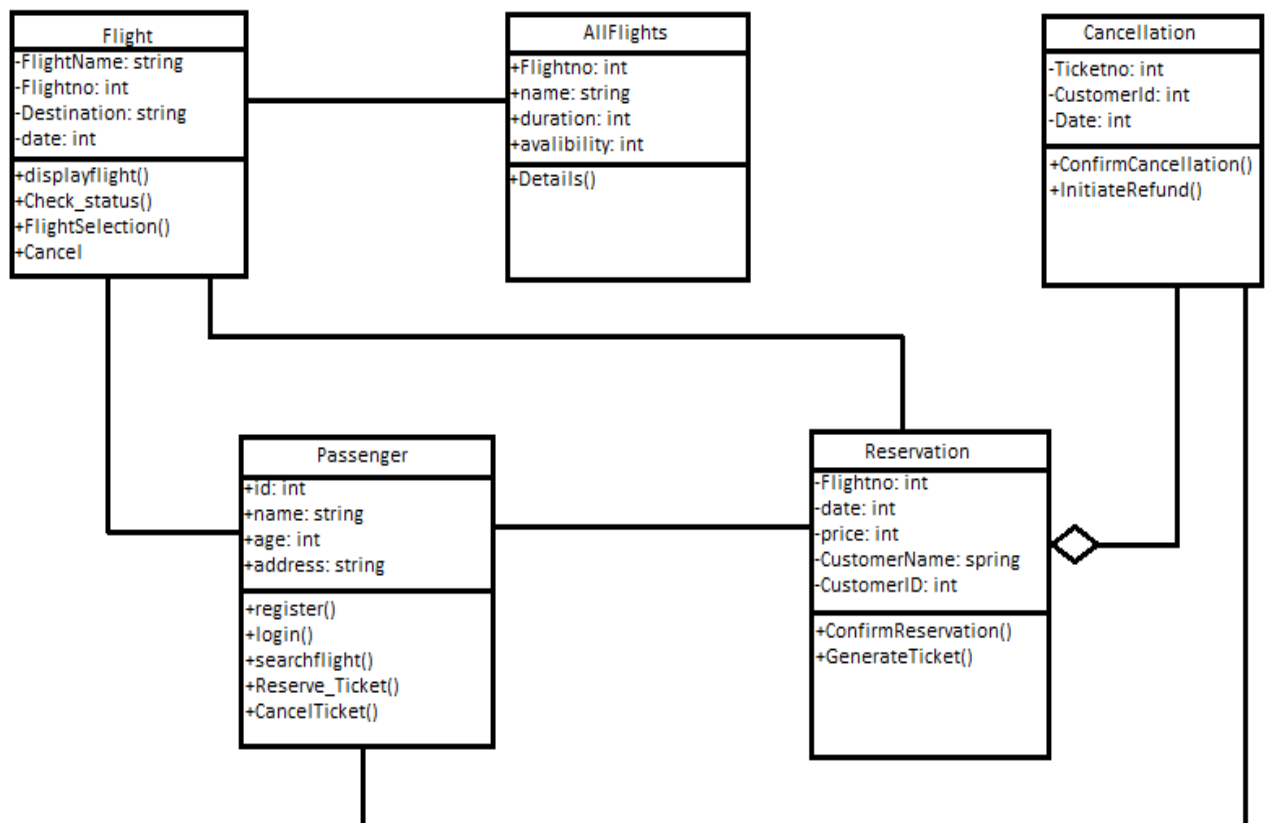 Flight
-FlightName: string
-Flightno: int
-Destination: string
-date: int
+displayflight()
+Check_status()
+FlightSelection()
+Cancel
AllFlights
+Flightno: int
+name: string
+duration: int
+avalibility: int
+Details()
Cancellation
-Ticketno: int
-CustomerId: int
-Date: int
+ConfirmCancellation()
+InitiateRefund()
Passenger
+id: int
+name: string
+age: int
+address: string
+register()
+login()
+searchflight()
+Reserve_Ticket()
+CancelTicket()
Reservation
-Flightno: int
-date: int
-price: int
-CustomerName: spring
-CustomerID: int
+ConfirmReservation()
+GenerateTicket()